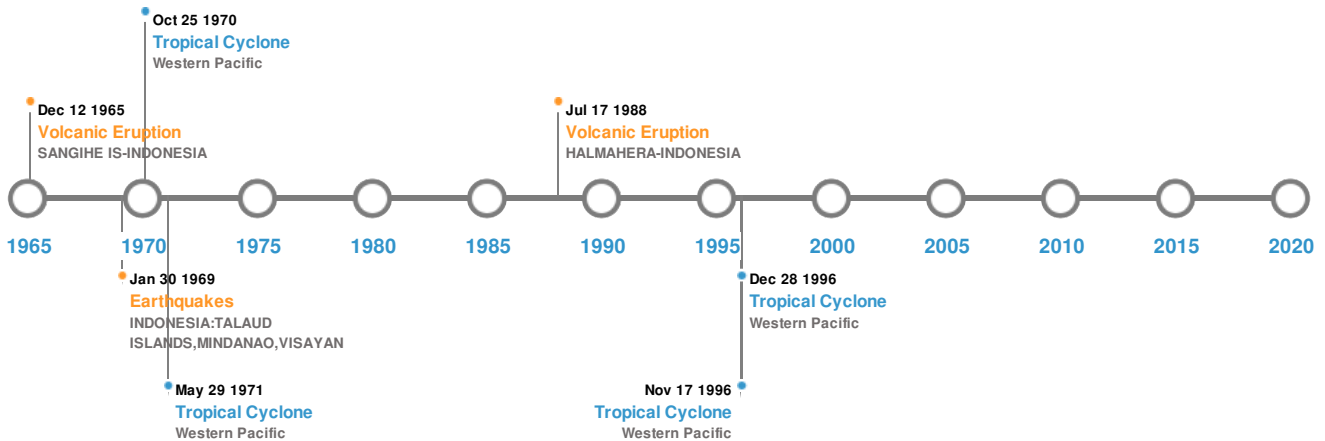 Oct 25 1970
Tropical Cyclone
Western Pacific
Dec 12 1965
Volcanic Eruption
SANGIHE IS-INDONESIA
Jul 17 1988
Volcanic Eruption
HALMAHERA-INDONESIA
1965 1970 1975 1980 1985 1990 1995 2000 2005 2010 2015 2020
Jan 30 1969
Earthquakes
INDONESIA:TALAUD
ISLANDS,MINDANAO,VISAYAN
Dec 28 1996
Tropical Cyclone
Western Pacific
May 29 1971
Tropical Cyclone
Western Pacific
Nov 17 1996
Tropical Cyclone
Western Pacific